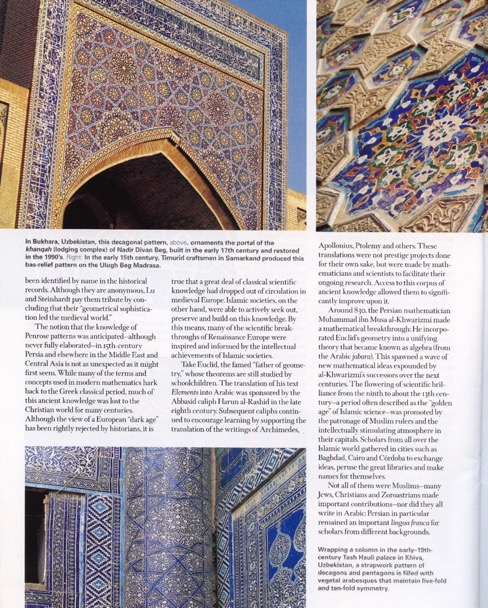 In Bukhara, Uzbekistan, this decagonal pattern, above, ornaments the portal of the
khanqah (lodging complex) of Nadir Divan Beg, built in the early 17th century and restored
in the 1990's. Right: In the early 15th century, Timurid craftsmen in Samarkand produced this
bas-relief pattern on the Ulugh Beg Madrasa.
been identified by name in the historical
records. Although they are anonymous, Lu
and Steinhardt pay them tribute by con-
cluding that their "geometrical sophistica-
tion led the medieval world."
The notion that the knowledge of
Penrose patterns was anticipated–although
never fully elaborated–in 15th-century
Persia and elsewhere in the Middle East and
Central Asia is not as unexpected as it might
first seem. While many of the terms and
concepts used in modern mathematics hark
back to the Greek classical period, much of
this ancient knowledge was lost to the
Christian world for many centuries.
Although the view of a European "dark age"
has been rightly rejected by historians, it is
true that a great deal of classical scientific
knowledge had dropped out of circulation in
medieval Europe. Islamic societies, on the
other hand, were able to actively seek out,
preserve and build on this knowledge. By
this means, many of the scientific break-
throughs of Renaissance Europe were
inspired and informed by the intellectual
achievements of Islamic societies.
Take Euclid, the famed "father of geome-
try," whose theorems are still studied by
schoolchildren. The translation of his text
Elements into Arabic was sponsored by the
Abbasid caliph Harun al-Rashid in the late
eighth century. Subsequent caliphs contin-
ued to encourage learning by supporting the
translation of the writings of Archimedes,
Apollonius, Ptolemy and others. These
translations were not prestige projects done
for their own sake, but were made by math-
ematicians and scientists to facilitate their
ongoing research. Access to this corpus of
ancient knowledge allowed them to signifi-
cantly improve upon it.
Around 830, the Persian mathematician
Muhammad ibn Musa al-Khwarizmi made
a mathematical breakthrough: He incorpo-
rated Euclid's geometry into a unifying
theory that became known as algebra (from
the Arabic jabara). This spawned a wave of
new mathematical ideas expounded by
al-Khwarizmi's successors over the next
centuries. The flowering of scientific bril-
liance from the ninth to about the 13th cen-
tury–a period often described as the "golden
age" of Islamic science–was promoted by
the patronage of Muslim rulers and the
intellectually stimulating atmosphere in
their capitals. Scholars from all over the
Islamic world gathered in cities such as
Baghdad, Cairo and Córdoba to exchange
ideas, peruse the great libraries and make
names for themselves.
Not all of them were Muslims–many
Jews, Christians and Zoroastrians made
important contributions–nor did they all
write in Arabic: Persian in particular
remained an important lingua franca for
scholars from different backgrounds.
Wrapping a column in the early–19th-
century Tash Hauli palace in Khiva,
Uzbekistan, a strapwork pattern of
decagons and pentagons is filled with
vegetal arabesques that maintain five-fold
and ten-fold symmetry.